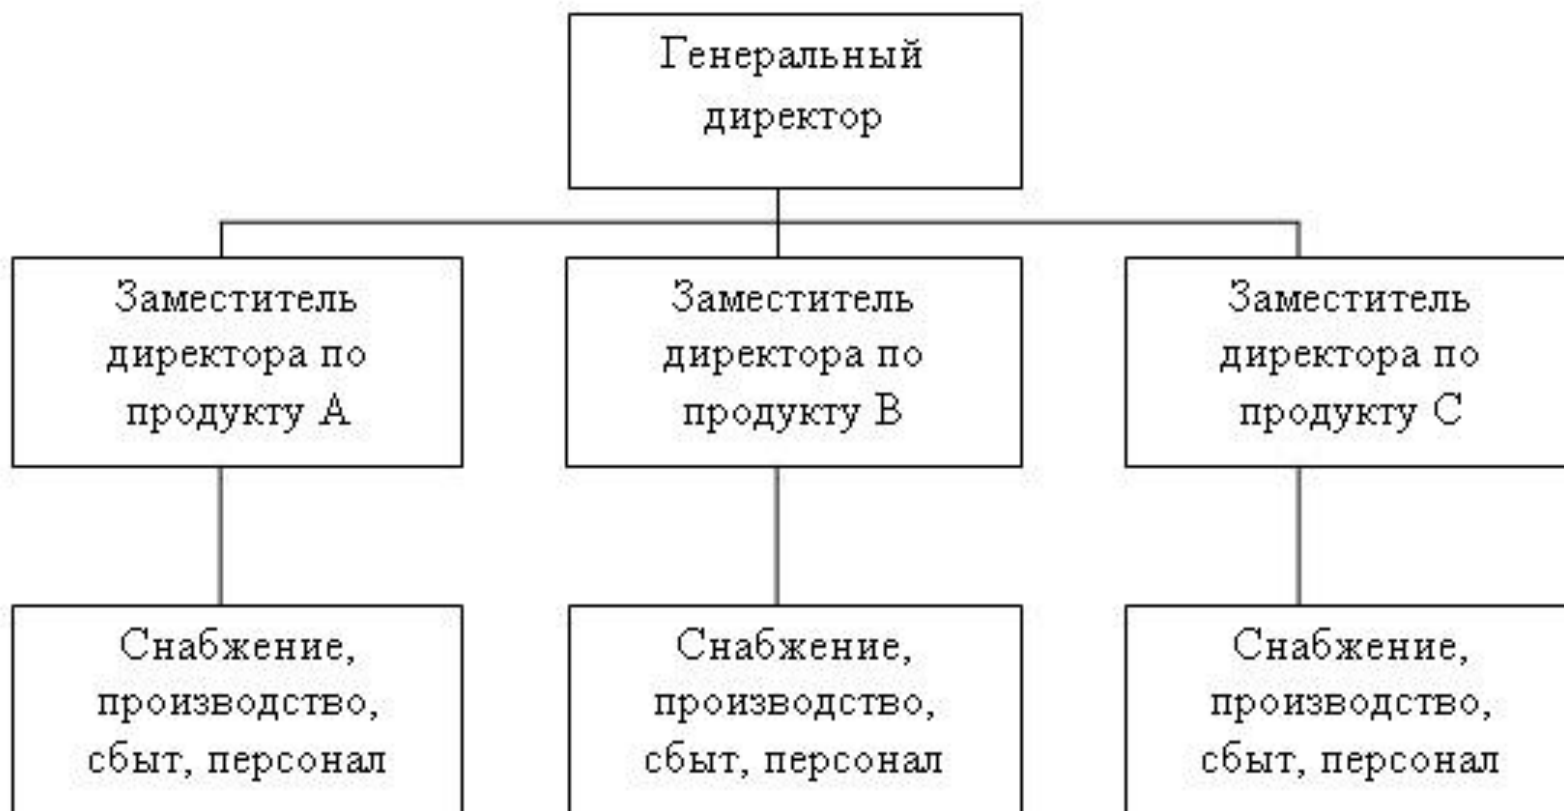 Генеральный
директор
Заместитель
директора по
продукту А
Заместитель
директора по
продукту В
Заместитель
директора по
продукту С
Снабжение,
производство,
сбыт, персонал
Снабжение,
производство,
сбыт, персонал
Снабжение,
производство,
сбыт, персонал